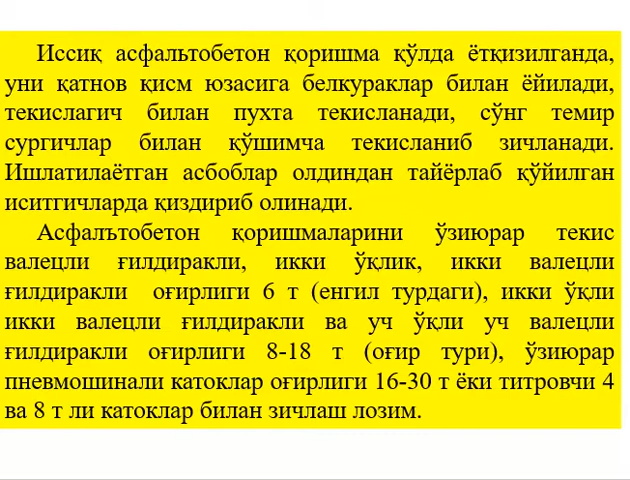 Иссиқ асфальтобетон қоришма қўлда ётқизилганда,
уни қатнов қисм юзасига белкураклар билан ёйилади,
текислагич билан пухта текисланади, сўнг темир
сургичлар билан қўшимча текисланиб зичланади.
Ишлатилаётган асбоблар олдиндан тайёрлаб қўйилган
иситгичларда қиздириб олинади.
Асфалътобетон қоришмаларини ўзиюрар текис
валецли ғилдиракли, икки ўқлик, икки валецли
ғилдиракли оғирлиги 6 т (енгил турдаги), икки ўқли
икки валецли ғилдиракли ва уч ўқли уч валецли
ғилдиракли оғирлиги 8-18 т (оғир тури), ўзиюрар
пневмошинали катоклар оғирлиги 16-30 т ёки титровчи 4
ва 8 т ли катоклар билан зичлаш лозим.